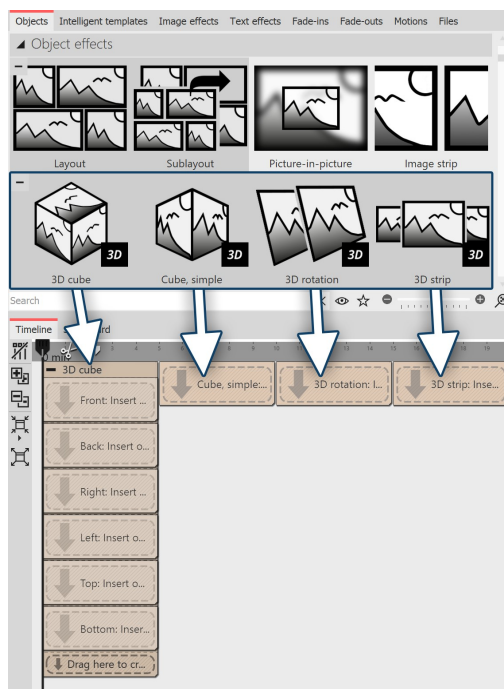 Objects Intelligent templates Image effects Text effects Fade-ins Fade-outs Motions Files
Object effects
Layout Sublayout Picture-in-picture Image strip
3D 3D 3D 3D
3D cube Cube, simple 3D rotation 3D strip
Search
Timeline
0 min
3D cube
Cube, simple:... 3D rotation: I... 3D strip: Inse...
Front: Insert ...
Back: Insert o...
Right: Insert ...
Left: Insert o...
Top: Insert o...
Bottom: Inser...
Drag here to cr...